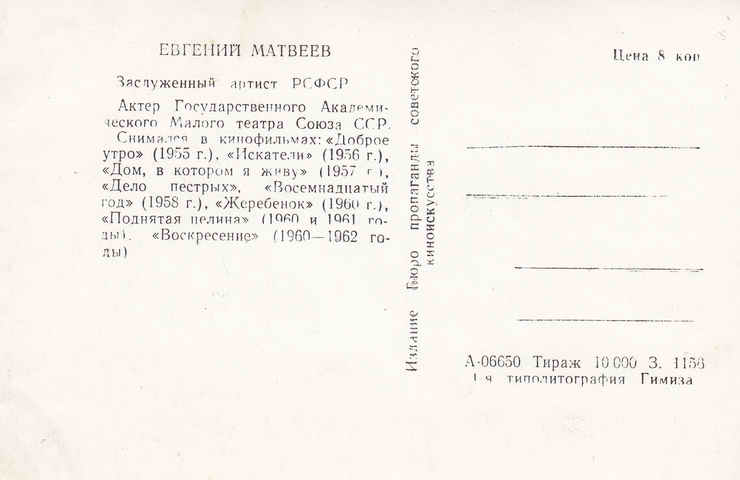 ЕВГЕНИЙ МАТВЕЕВ
Заслуженный артист РСФСР
Актер Государственного Академи-
ческого Малого театра Союза ССР.
Снимался в кинофильмах: «Доброе
утро» (1955 г.), «Искатели» (1956 г.),
«Дом, в котором я живу» (1957 г.),
«Дело пестрых», «Восемнадцатый
год» (1958 г.), «Жеребенок» (1960 г.),
«Поднятая целина» (1960 и 1961 го-
ды), «Воскресение» (1960—1962 го-
ды)
Издание Бюро пропаганды советского
киноискусства
Цена 8 коп
А-06650 Тираж 10 000 З. 1156
1-я типолитография Гимиза